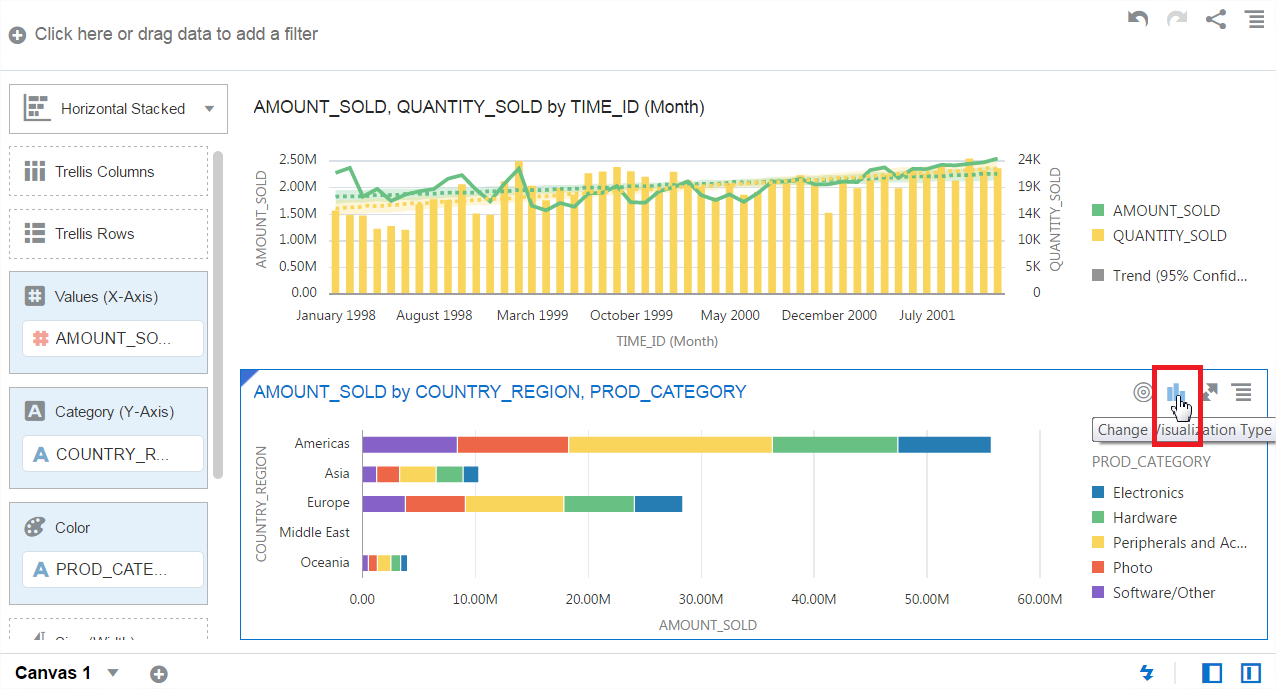 Click here or drag data to add a filter
Horizontal Stacked
Trellis Columns
Trellis Rows
Values (X-Axis)
AMOUNT_SO...
Category (Y-Axis)
COUNTRY_R...
Color
PROD_CATE...
AMOUNT_SOLD, QUANTITY_SOLD by TIME_ID (Month)
AMOUNT_SOLD
2.50M
2.00M
1.50M
1.00M
0.50M
0.00
24K
19K
14K
10K
5K
0
QUANTITY_SOLD
January 1998 August 1998 March 1999 October 1999 May 2000 December 2000 July 2001
TIME_ID (Month)
AMOUNT_SOLD
QUANTITY_SOLD
Trend (95% Confid...
AMOUNT_SOLD by COUNTRY_REGION, PROD_CATEGORY
Change Visualization Type
COUNTRY_REGION
Americas
Asia
Europe
Middle East
Oceania
0.00 10.00M 20.00M 30.00M 40.00M 50.00M 60.00M
AMOUNT_SOLD
PROD_CATEGORY
Electronics
Hardware
Peripherals and Ac...
Photo
Software/Other
Canvas 1